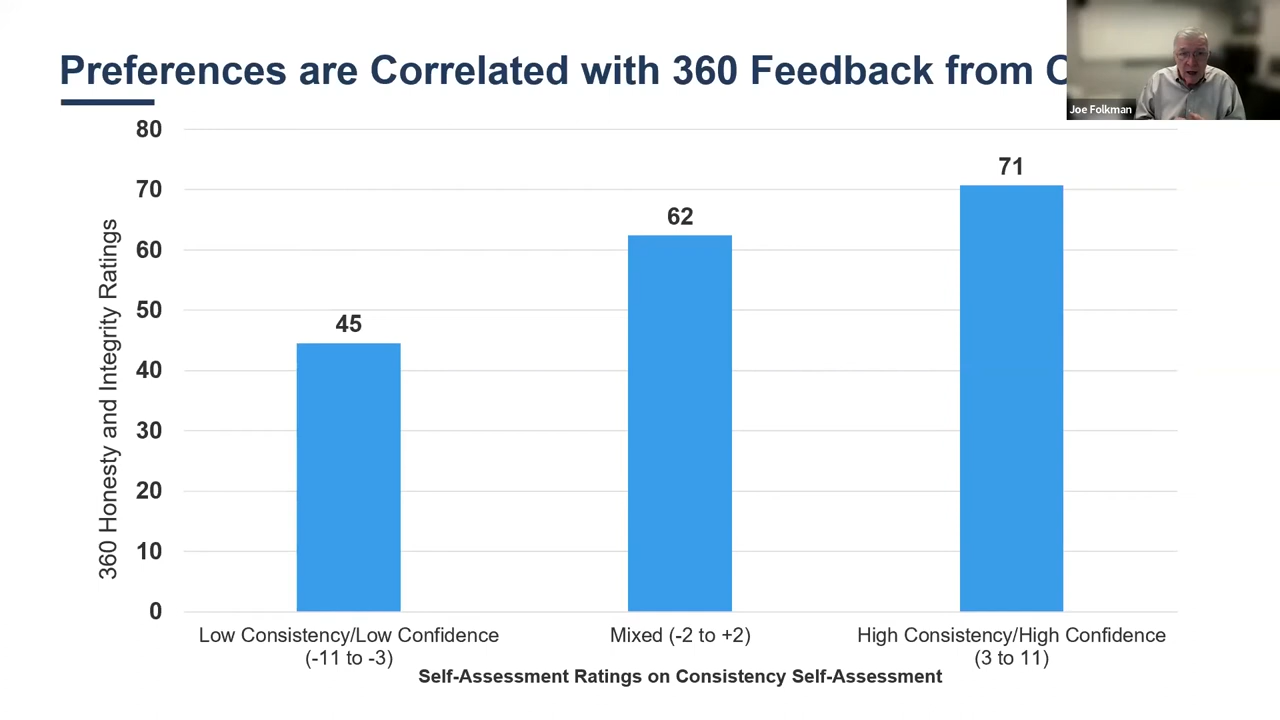 Preferences are Correlated with 360 Feedback from
Joe Folkman
80
70
60
50
40
30
20
10
0
360 Honesty and Integrity Ratings
45
62
71
Low Consistency/Low Confidence
(-11 to -3)
Mixed (-2 to +2)
High Consistency/High Confidence
(3 to 11)
Self-Assessment Ratings on Consistency Self-Assessment